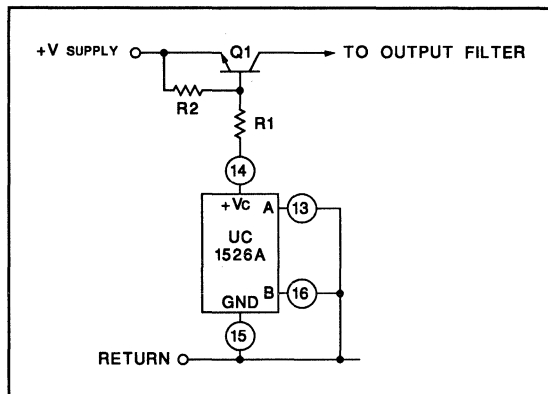 +V SUPPLY Q1 TO OUTPUT FILTER
R2
R1
14
+VC A 13
UC
1526A
B 16
GND
15
RETURN